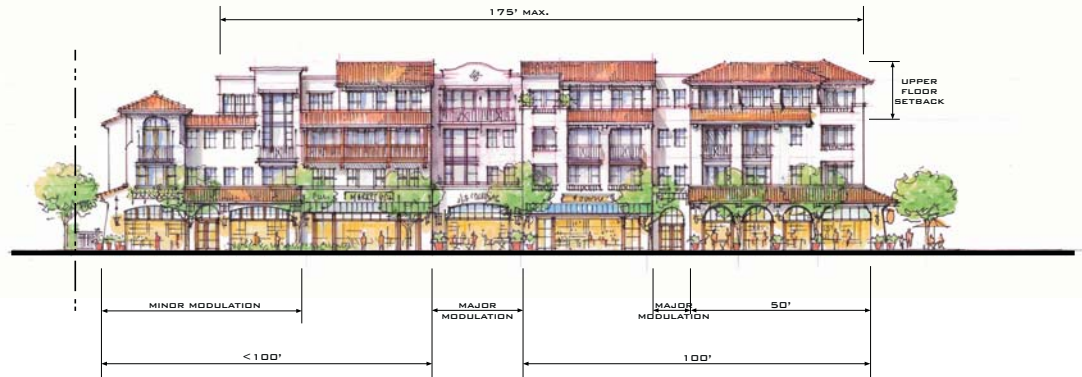 175' MAX.
UPPER
FLOOR
SETBACK
MINOR MODULATION
MAJOR
MODULATION
MAJOR
MODULATION
50'
<100'
100'